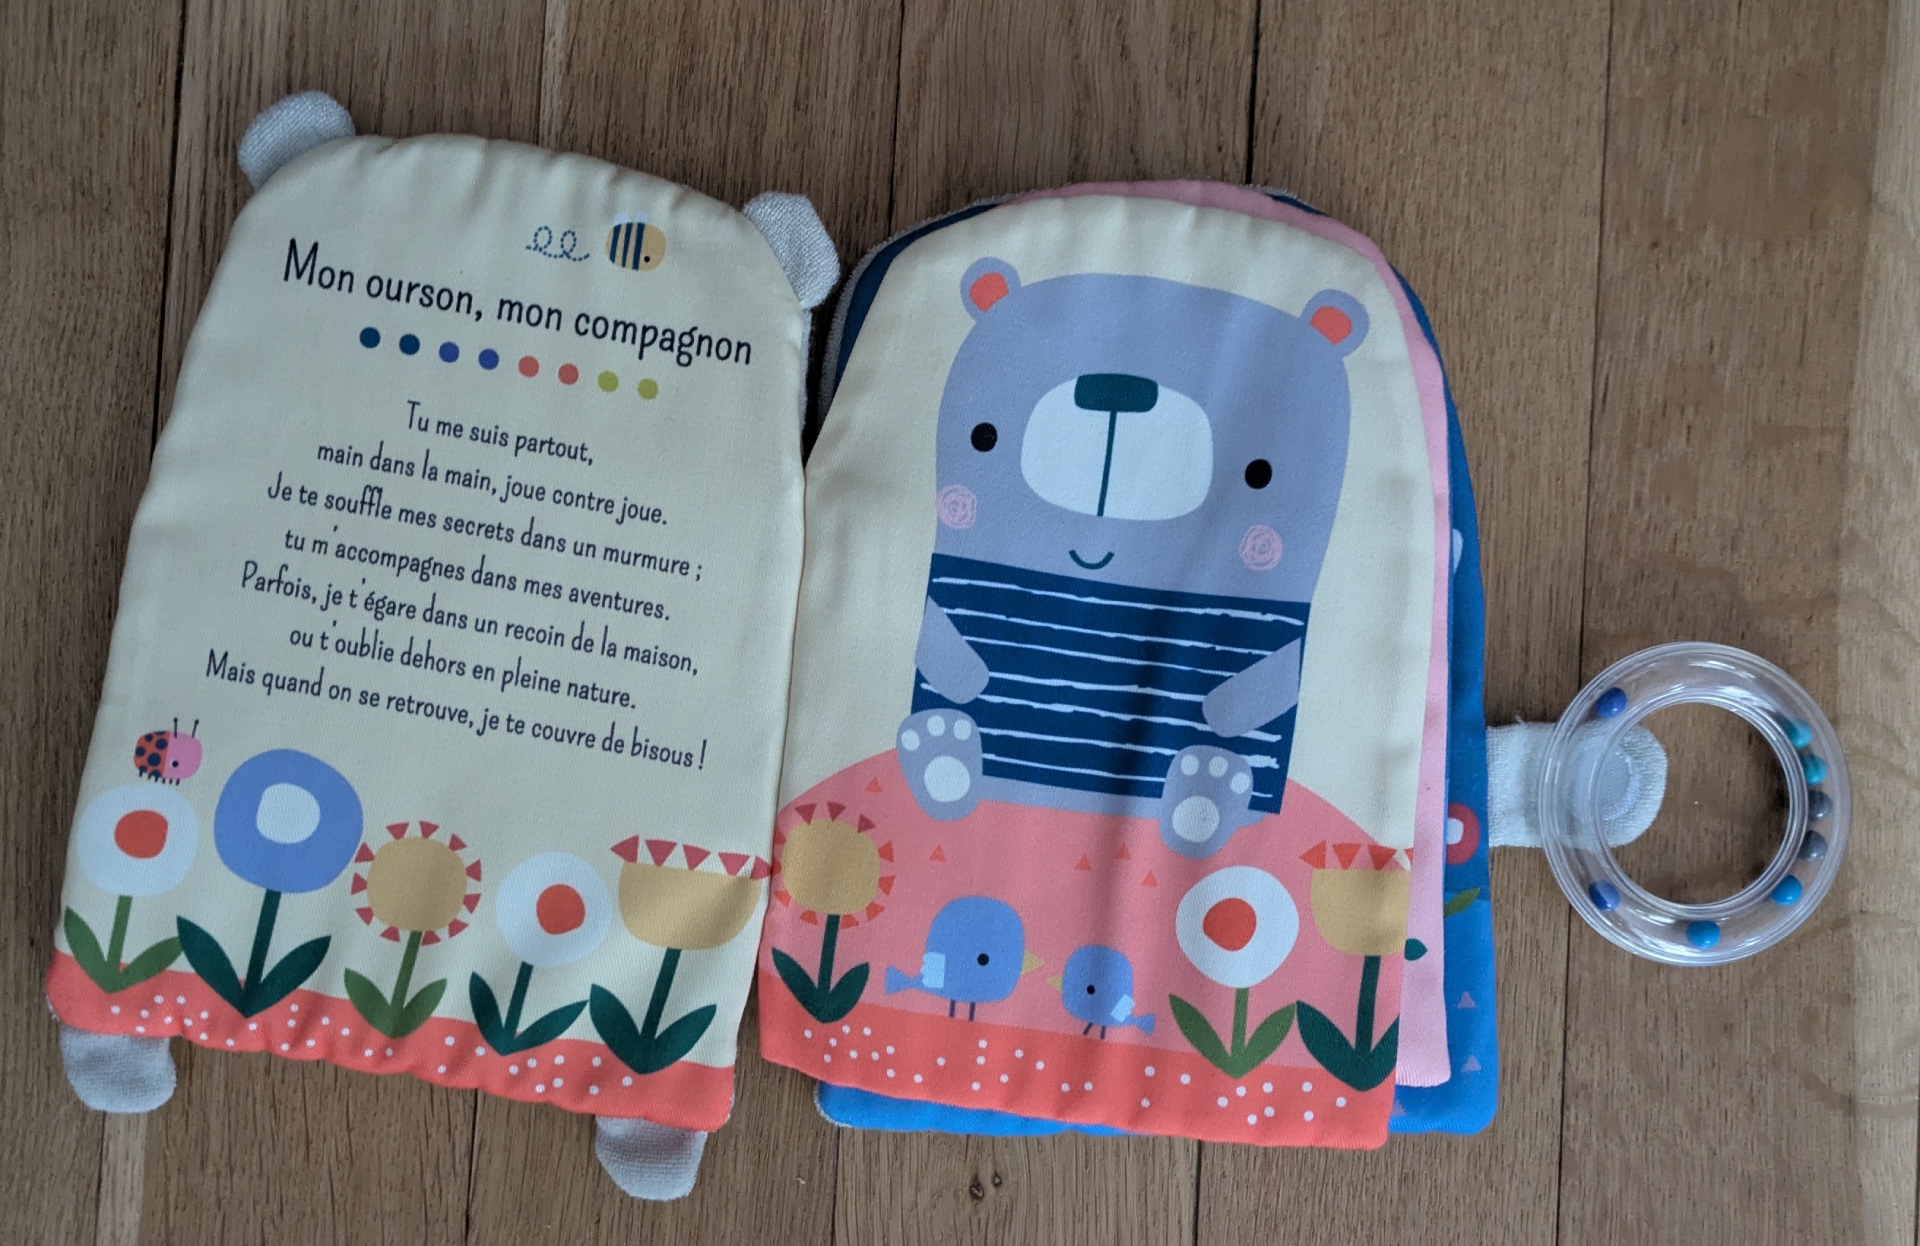 Mon ourson, mon compagnon
Tu me suis partout,
main dans la main, joue contre joue.
Je te souffle mes secrets dans un murmure ;
tu m'accompagnes dans mes aventures.
Parfois, je t'égare dans un recoin de la maison,
ou t'oublie dehors en pleine nature.
Mais quand on se retrouve, je te couvre de bisous !